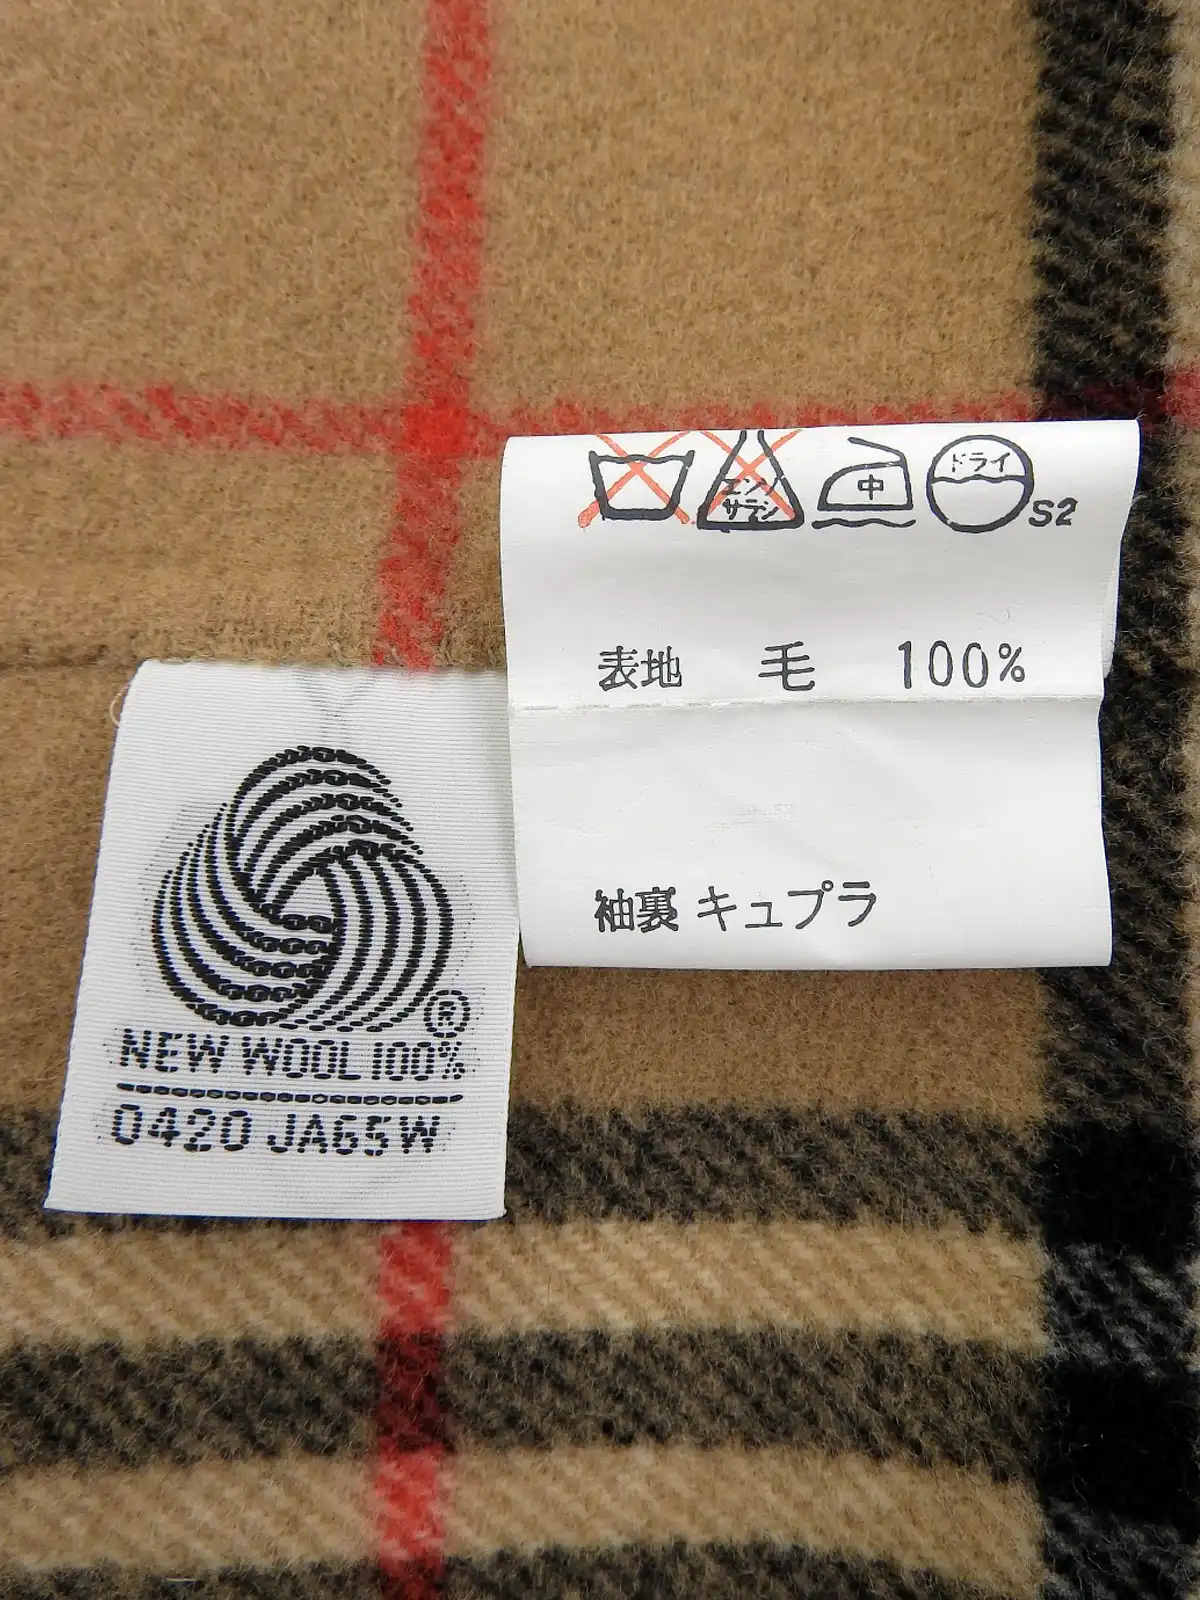 エンソ
サラシ
中
ドライ
S2
表地 毛 100%
袖裏 キュプラ
®
NEW WOOL 100%
0420 JA65W